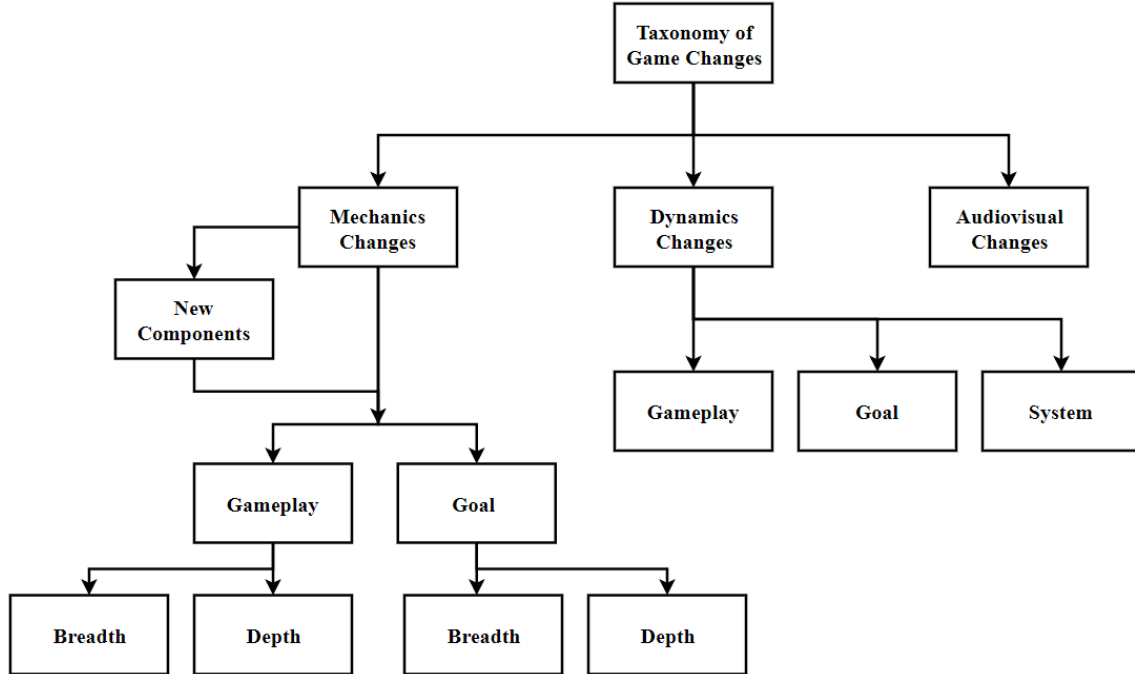 Taxonomy of
Game Changes
Mechanics
Changes
Dynamics
Changes
Audiovisual
Changes
New
Components
Gameplay
Goal
System
Gameplay
Goal
Breadth
Depth
Breadth
Depth